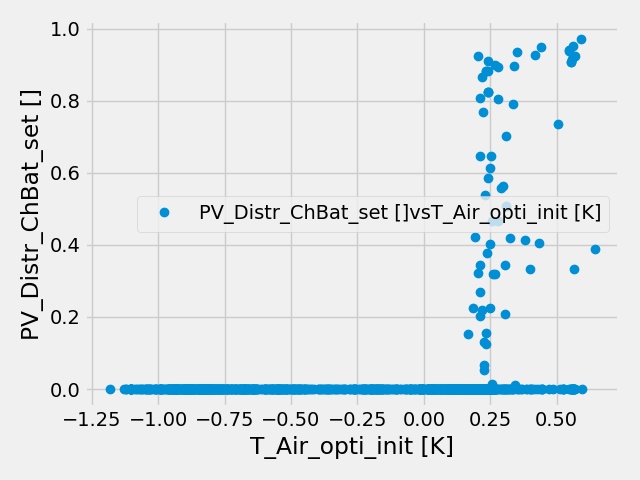 1.0
0.8
0.6
0.4
0.2
0.0
PV_Distr_ChBat_set []
PV_Distr_ChBat_set []vsT_Air_opti_init [K]
−1.25 −1.00 −0.75 −0.50 −0.25 0.00 0.25 0.50
T_Air_opti_init [K]